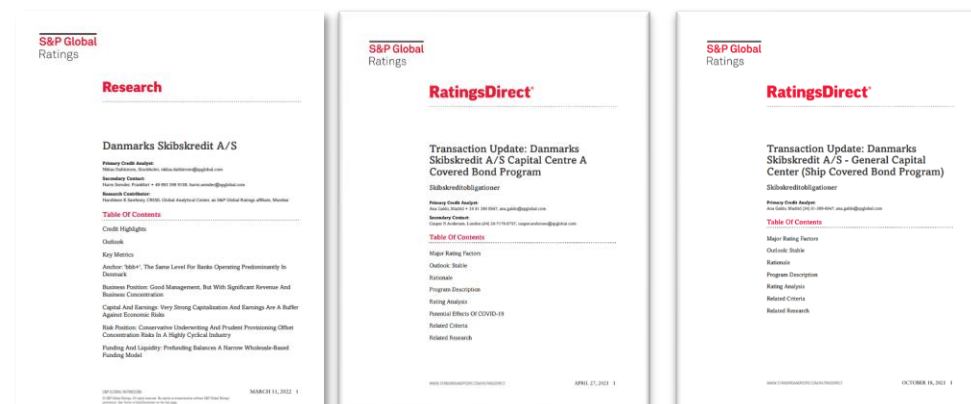 S&P Global
Ratings
Research
Danmarks Skibskredit A/S
Primary Credit Analyst:
Secondary Contact:
Research Contributor:
Table Of Contents
Credit Highlights
Outlook
Key Metrics
Anchor: 'bbb+', The Same Level For Banks Operating Predominantly In
Denmark
Business Position: Good Management, But With Significant Revenue And
Business Concentration
Capital And Earnings: Very Strong Capitalization And Earnings Are A Buffer
Against Economic Risks
Risk Position: Conservative Underwriting And Prudent Provisioning Offset
Concentration Risks In A Highly Cyclical Industry
Funding And Liquidity: Prefunding Balances A Narrow Wholesale-Based
Funding Model
MARCH 11, 2022 1
S&P Global
Ratings
RatingsDirect®
Transaction Update: Danmarks
Skibskredit A/S Capital Centre A
Covered Bond Program
Skibskreditobligationer
Primary Credit Analyst:
Secondary Contact:
Table Of Contents
Major Rating Factors
Outlook: Stable
Rationale
Program Description
Rating Analysis
Potential Effects Of COVID-19
Related Criteria
Related Research
APRIL 27, 2021 1
S&P Global
Ratings
RatingsDirect®
Transaction Update: Danmarks
Skibskredit A/S - General Capital
Center (Ship Covered Bond Program)
Skibskreditobligationer
Primary Credit Analyst:
Table Of Contents
Major Rating Factors
Outlook: Stable
Rationale
Program Description
Rating Analysis
Related Criteria
Related Research
OCTOBER 18, 2021 1